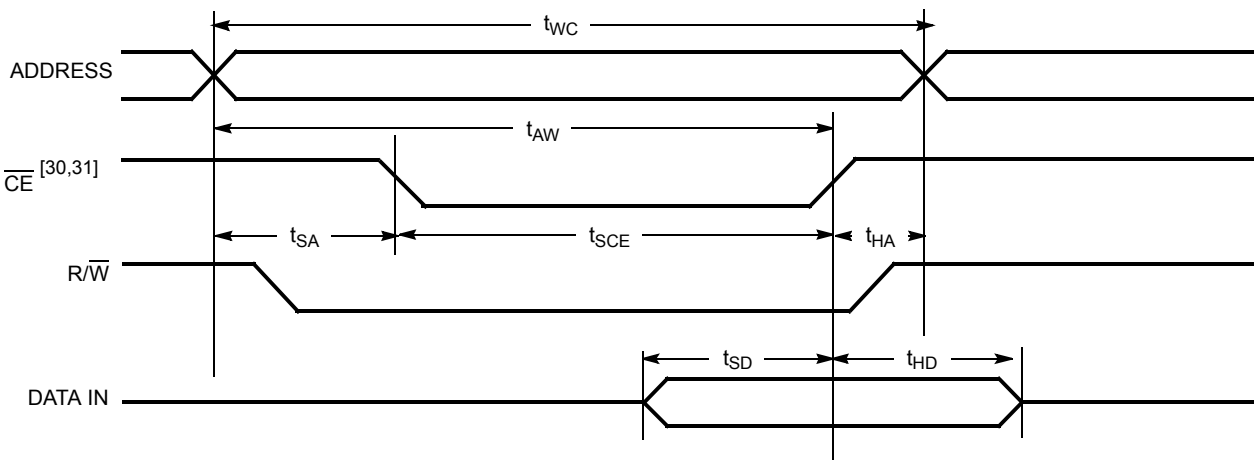 tWC
ADDRESS
tAW
CE [30,31]
tSA tSCE tHA
R/W
tSD tHD
DATA IN